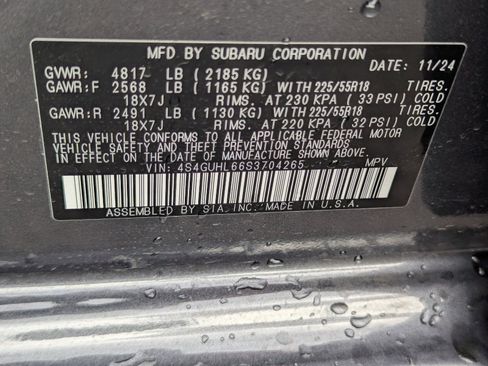 MFD. BY SUBARU CORPORATION DATE: 11/24
GVWR: 4817 LB ( 2185 KG)
GAWR:F 2568 LB ( 1165 KG) WITH 225/55R18 TIRES.
18X7J RIMS. AT 230 KPA ( 33 PSI) COLD
GAWR:R 2491 LB ( 1130 KG) WITH 225/55R18 TIRES.
18X7J RIMS. AT 220 KPA ( 32 PSI) COLD
THIS VEHICLE CONFORMS TO ALL APPLICABLE FEDERAL MOTOR
VEHICLE SAFETY AND THEFT PREVENTION STANDARDS
IN EFFECT ON THE DATE OF MANUFACTURE SHOWN ABOVE.
VIN: 4S4GUHL66S3704265 MPV
ASSEMBLED BY SIA INC. MADE IN U.S.A.